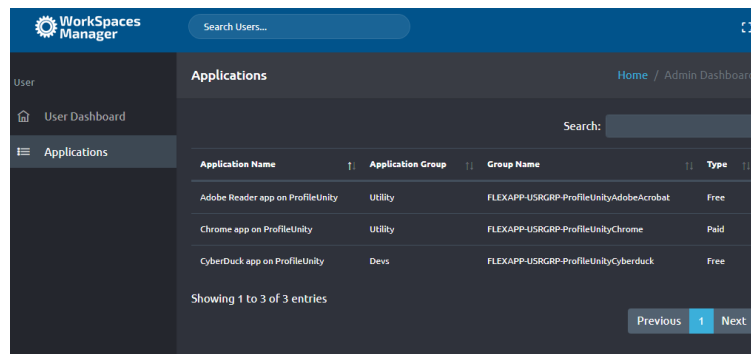 WorkSpaces
Manager
Search Users...
User
User Dashboard
Applications
Applications
Home / Admin Dashboard
Search:
Application Name Application Group Group Name Type
Adobe Reader app on ProfileUnity Utility FLEXAPP-USRGRP-ProfileUnityAdobeAcrobat Free
Chrome app on ProfileUnity Utility FLEXAPP-USRGRP-ProfileUnityChrome Paid
CyberDuck app on ProfileUnity Devs FLEXAPP-USRGRP-ProfileUnityCyberduck Free
Showing 1 to 3 of 3 entries
Previous 1 Next